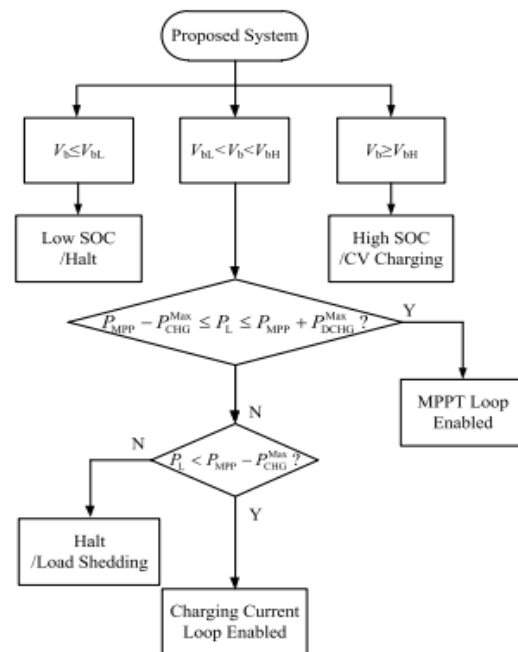 Proposed System
V_b≤V_bL
V_bL<V_b<V_bH
V_b≥V_bH
Low SOC
/Halt
High SOC
/CV Charging
P_MPP − P_CHG^Max ≤ P_L ≤ P_MPP + P_DCHG^Max ?
Y
MPPT Loop
Enabled
N
N
P_L < P_MPP − P_CHG^Max ?
Y
Halt
/Load Shedding
Charging Current
Loop Enabled